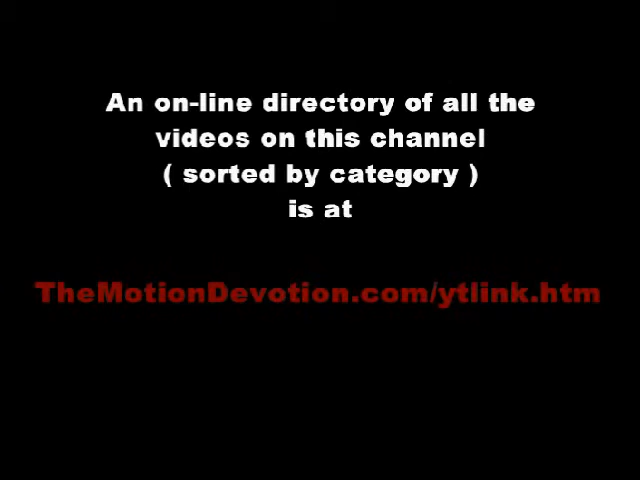 An on-line directory of all the
videos on this channel
( sorted by category )
is at
TheMotionDevotion.com/ytlink.htm